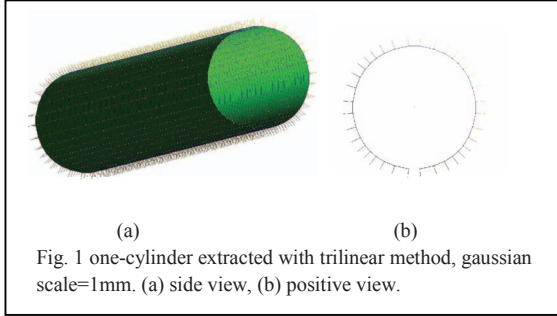 (a) (b)
Fig. 1 one-cylinder extracted with trilinear method, gaussian
scale=1mm. (a) side view, (b) positive view.